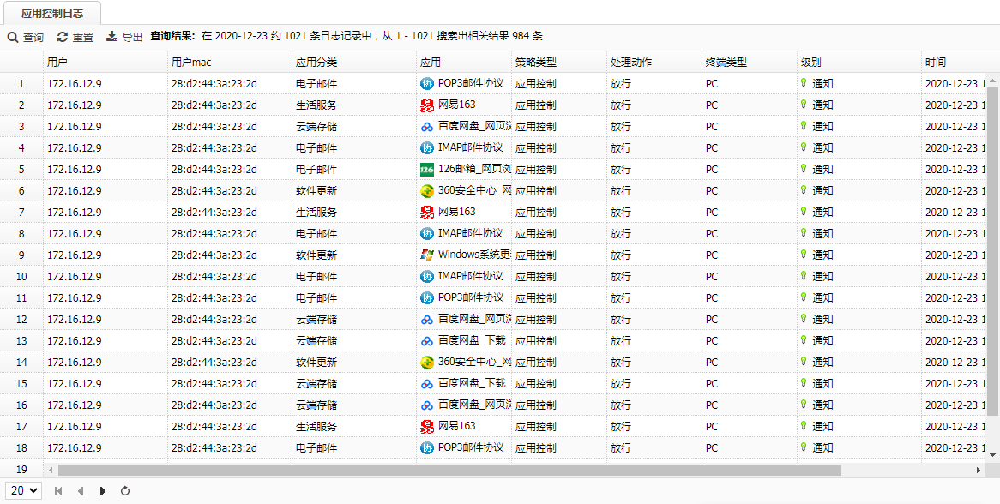 应用控制日志
查询 重置 导出 查询结果: 在 2020-12-23 约 1021 条日志记录中，从 1 - 1021 搜索出相关结果 984 条
用户 用户mac 应用分类 应用 策略类型 处理动作 终端类型 级别 时间
1 172.16.12.9 28:d2:44:3a:23:2d 电子邮件 协 POP3邮件协议 应用控制 放行 PC 通知 2020-12-23 1
2 172.16.12.9 28:d2:44:3a:23:2d 生活服务 网易163 应用控制 放行 PC 通知 2020-12-23 1
3 172.16.12.9 28:d2:44:3a:23:2d 云端存储 百度网盘_网页浏 应用控制 放行 PC 通知 2020-12-23 1
4 172.16.12.9 28:d2:44:3a:23:2d 电子邮件 协 IMAP邮件协议 应用控制 放行 PC 通知 2020-12-23 1
5 172.16.12.9 28:d2:44:3a:23:2d 电子邮件 126 126邮箱_网页浏 应用控制 放行 PC 通知 2020-12-23 1
6 172.16.12.9 28:d2:44:3a:23:2d 软件更新 360安全中心_网 应用控制 放行 PC 通知 2020-12-23 1
7 172.16.12.9 28:d2:44:3a:23:2d 生活服务 网易163 应用控制 放行 PC 通知 2020-12-23 1
8 172.16.12.9 28:d2:44:3a:23:2d 电子邮件 协 IMAP邮件协议 应用控制 放行 PC 通知 2020-12-23 1
9 172.16.12.9 28:d2:44:3a:23:2d 软件更新 Windows系统更 应用控制 放行 PC 通知 2020-12-23 1
10 172.16.12.9 28:d2:44:3a:23:2d 电子邮件 协 IMAP邮件协议 应用控制 放行 PC 通知 2020-12-23 1
11 172.16.12.9 28:d2:44:3a:23:2d 电子邮件 协 POP3邮件协议 应用控制 放行 PC 通知 2020-12-23 1
12 172.16.12.9 28:d2:44:3a:23:2d 云端存储 百度网盘_网页浏 应用控制 放行 PC 通知 2020-12-23 1
13 172.16.12.9 28:d2:44:3a:23:2d 云端存储 百度网盘_下载 应用控制 放行 PC 通知 2020-12-23 1
14 172.16.12.9 28:d2:44:3a:23:2d 软件更新 360安全中心_网 应用控制 放行 PC 通知 2020-12-23 1
15 172.16.12.9 28:d2:44:3a:23:2d 云端存储 百度网盘_下载 应用控制 放行 PC 通知 2020-12-23 1
16 172.16.12.9 28:d2:44:3a:23:2d 云端存储 百度网盘_网页浏 应用控制 放行 PC 通知 2020-12-23 1
17 172.16.12.9 28:d2:44:3a:23:2d 生活服务 网易163 应用控制 放行 PC 通知 2020-12-23 1
18 172.16.12.9 28:d2:44:3a:23:2d 电子邮件 协 POP3邮件协议 应用控制 放行 PC 通知 2020-12-23 1
19
20